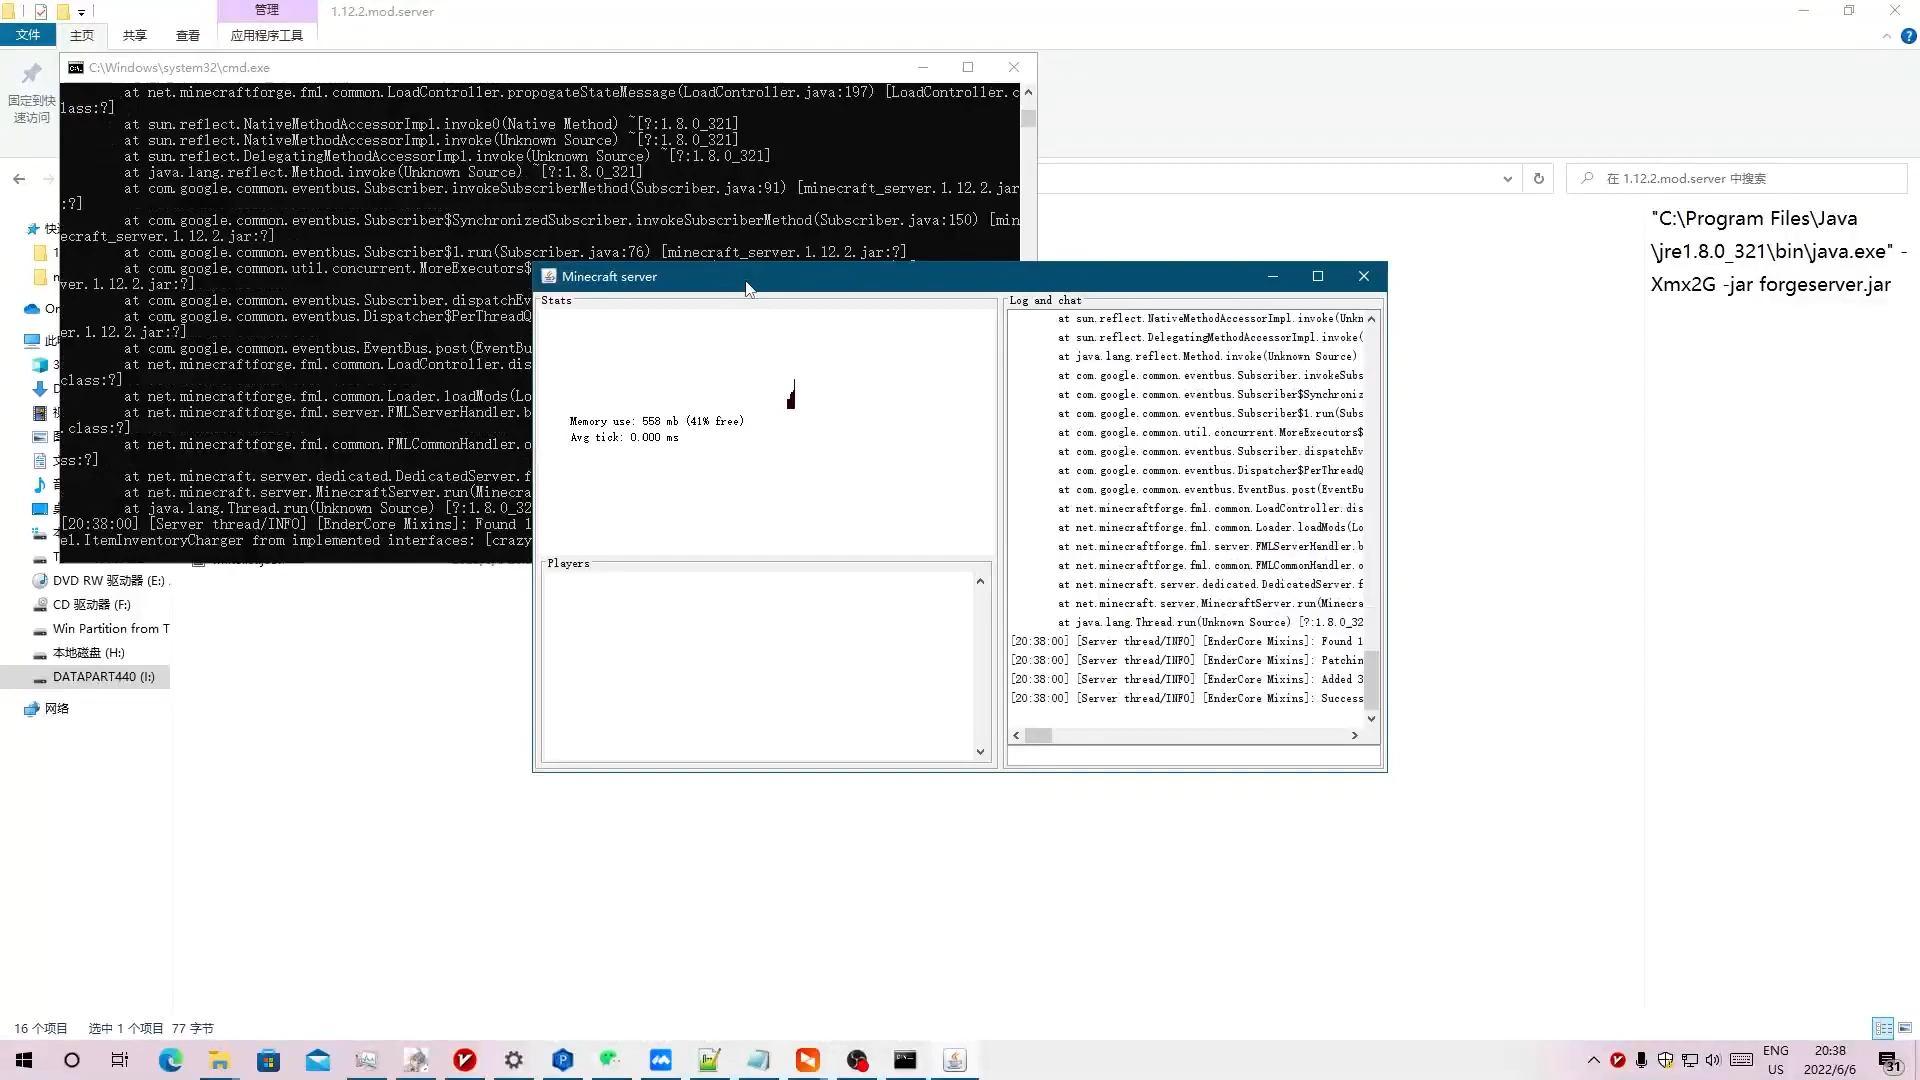 管理
1.12.2.mod.server
文件
主页
共享
查看
应用程序工具
固定到快
速访问
C:\Windows\system32\cmd.exe
at net.minecraftforge.fml.common.LoadController.propogateStateMessage(LoadController.java:197) [LoadController.c
lass:?]
at sun.reflect.NativeMethodAccessorImpl.invoke0(Native Method) ~[?:1.8.0_321]
at sun.reflect.NativeMethodAccessorImpl.invoke(Unknown Source) ~[?:1.8.0_321]
at sun.reflect.DelegatingMethodAccessorImpl.invoke(Unknown Source) ~[?:1.8.0_321]
at java.lang.reflect.Method.invoke(Unknown Source) ~[?:1.8.0_321]
at com.google.common.eventbus.Subscriber.invokeSubscriberMethod(Subscriber.java:91) [minecraft_server.1.12.2.jar
:?]
at com.google.common.eventbus.Subscriber$SynchronizedSubscriber.invokeSubscriberMethod(Subscriber.java:150) [min
ecraft_server.1.12.2.jar:?]
at com.google.common.eventbus.Subscriber$1.run(Subscriber.java:76) [minecraft_server.1.12.2.jar:?]
at com.google.common.util.concurrent.MoreExecutors$
ver.1.12.2.jar:?]
at com.google.common.eventbus.Subscriber.dispatchEv
at com.google.common.eventbus.Dispatcher$PerThreadQ
er.1.12.2.jar:?]
at com.google.common.eventbus.EventBus.post(EventBu
at net.minecraftforge.fml.common.LoadController.dis
class:?]
at net.minecraftforge.fml.common.Loader.loadMods(Lo
at net.minecraftforge.fml.server.FMLServerHandler.b
.class:?]
at net.minecraftforge.fml.common.FMLCommonHandler.o
ss:?]
at net.minecraft.server.dedicated.DedicatedServer.f
at net.minecraft.server.MinecraftServer.run(Minecra
at java.lang.Thread.run(Unknown Source) [?:1.8.0_32
[20:38:00] [Server thread/INFO] [EnderCore Mixins]: Found 1
el.ItemInventoryCharger from implemented interfaces: [crazy
在 1.12.2.mod.server 中搜索
"C:\Program Files\Java
\jre1.8.0_321\bin\java.exe" -
Xmx2G -jar forgeserver.jar
DVD RW 驱动器 (E:)
CD 驱动器 (F:)
Win Partition from T
本地磁盘 (H:)
DATAPART440 (I:)
网络
Minecraft server
Stats
Memory use: 558 mb (41% free)
Avg tick: 0.000 ms
Players
Log and chat
at sun.reflect.NativeMethodAccessorImpl.invoke(Unkn
at sun.reflect.DelegatingMethodAccessorImpl.invoke(
at java.lang.reflect.Method.invoke(Unknown Source)
at com.google.common.eventbus.Subscriber.invokeSubs
at com.google.common.eventbus.Subscriber$Synchroniz
at com.google.common.eventbus.Subscriber$1.run(Subs
at com.google.common.util.concurrent.MoreExecutors$
at com.google.common.eventbus.Subscriber.dispatchEv
at com.google.common.eventbus.Dispatcher$PerThreadQ
at com.google.common.eventbus.EventBus.post(EventBu
at net.minecraftforge.fml.common.LoadController.dis
at net.minecraftforge.fml.common.Loader.loadMods(Lo
at net.minecraftforge.fml.server.FMLServerHandler.b
at net.minecraftforge.fml.common.FMLCommonHandler.o
at net.minecraft.server.dedicated.DedicatedServer.f
at net.minecraft.server.MinecraftServer.run(Minecra
at java.lang.Thread.run(Unknown Source) [?:1.8.0_32
[20:38:00] [Server thread/INFO] [EnderCore Mixins]: Found 1
[20:38:00] [Server thread/INFO] [EnderCore Mixins]: Patchin
[20:38:00] [Server thread/INFO] [EnderCore Mixins]: Added 3
[20:38:00] [Server thread/INFO] [EnderCore Mixins]: Success
16 个项目 选中 1 个项目 77 字节
ENG
US
20:38
2022/6/6
31